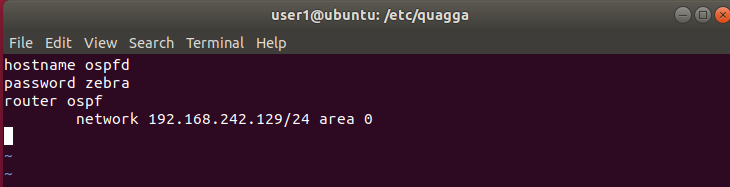 user1@ubuntu: /etc/quagga
File Edit View Search Terminal Help
hostname ospfd
password zebra
router ospf
        network 192.168.242.129/24 area 0
~
~